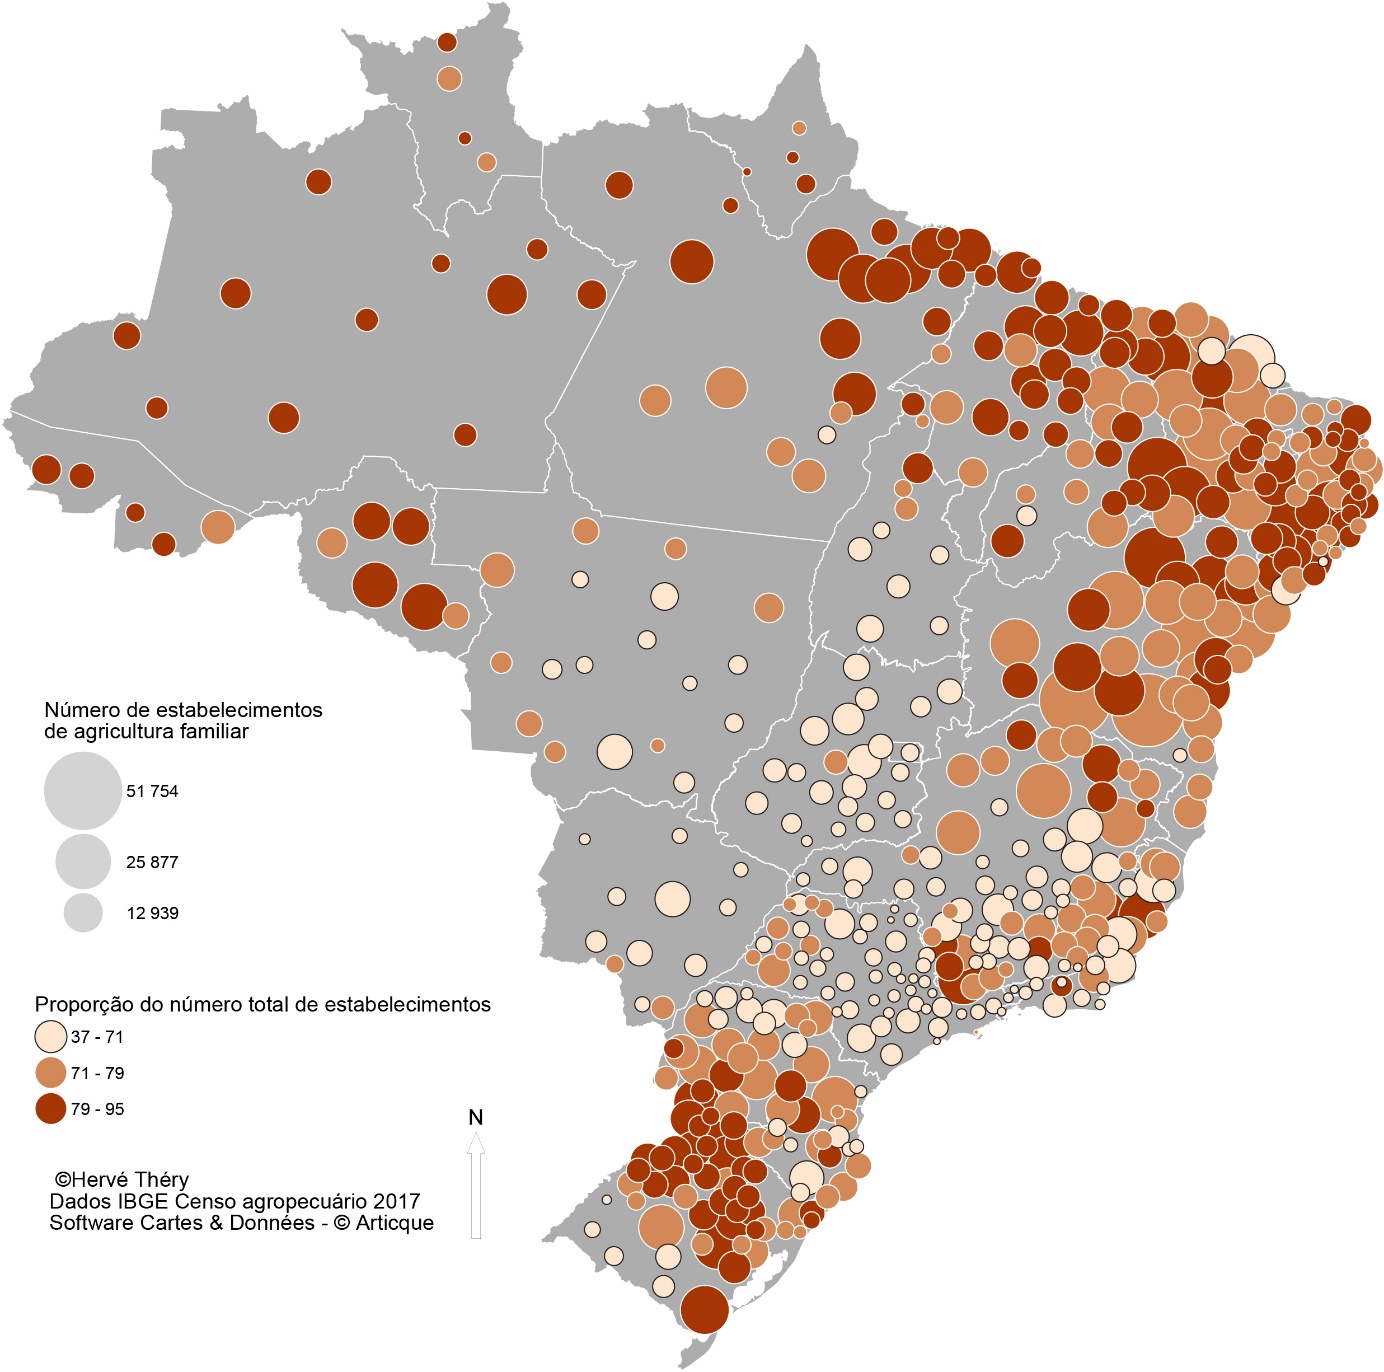 Número de estabelecimentos
de agricultura familiar
51 754
25 877
12 939
Proporção do número total de estabelecimentos
37 - 71
71 - 79
79 - 95
N
©Hervé Théry
Dados IBGE Censo agropecuário 2017
Software Cartes & Données - © Articque